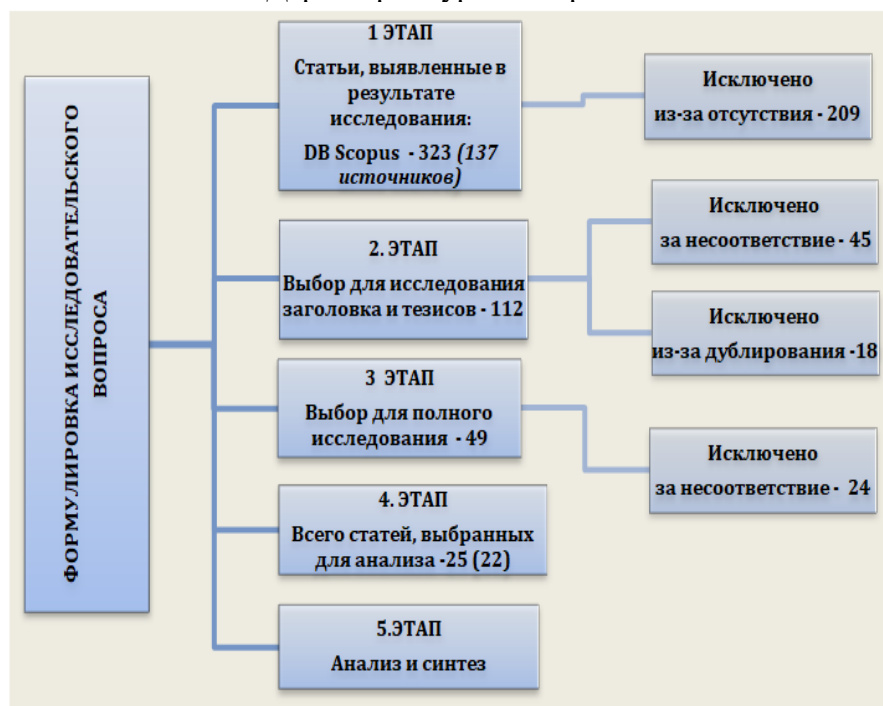 ФОРМУЛИРОВКА ИССЛЕДОВАТЕЛЬСКОГО
ВОПРОСА
1 ЭТАП
Статьи, выявленные в
результате
исследования:
DB Scopus - 323 (137
источников)
Исключено
из-за отсутствия - 209
2. ЭТАП
Выбор для исследования
заголовка и тезисов - 112
Исключено
за несоответствие - 45
Исключено
из-за дублирования -18
3 ЭТАП
Выбор для полного
исследования - 49
Исключено
за несоответствие - 24
4. ЭТАП
Всего статей, выбранных
для анализа -25 (22)
5.ЭТАП
Анализ и синтез